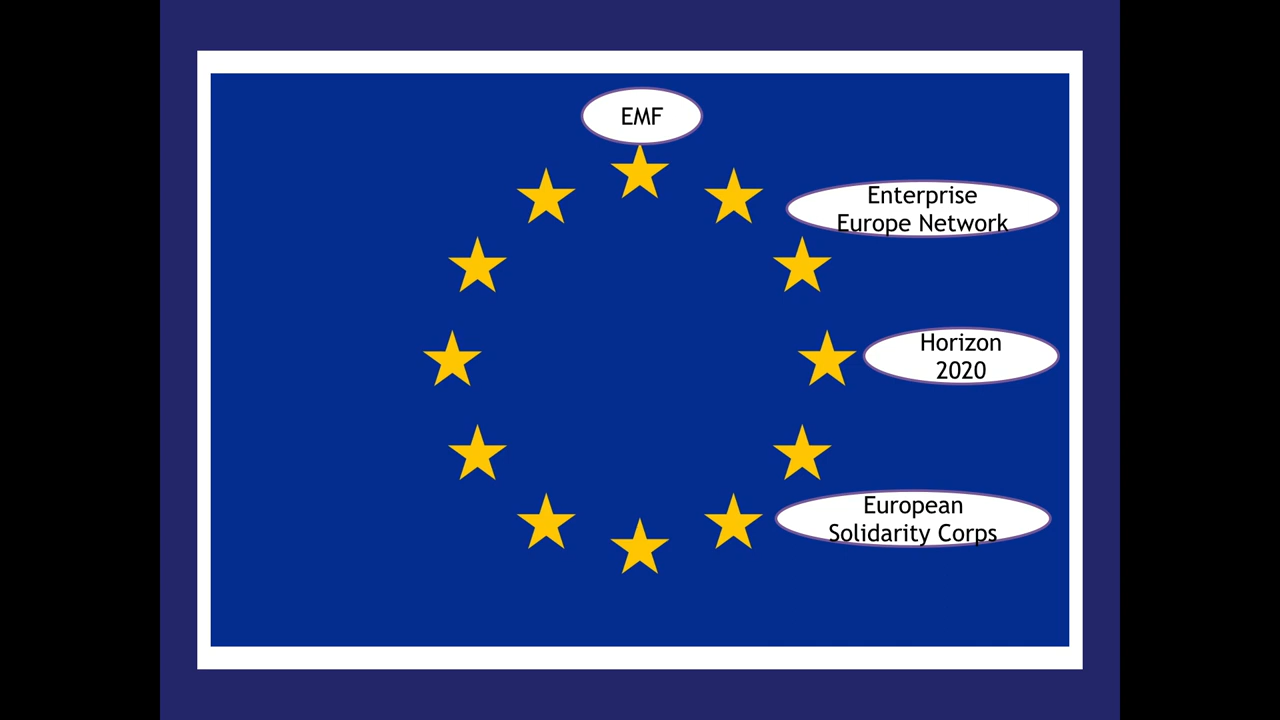 EMF
Enterprise
Europe Network
Horizon
2020
European
Solidarity Corps